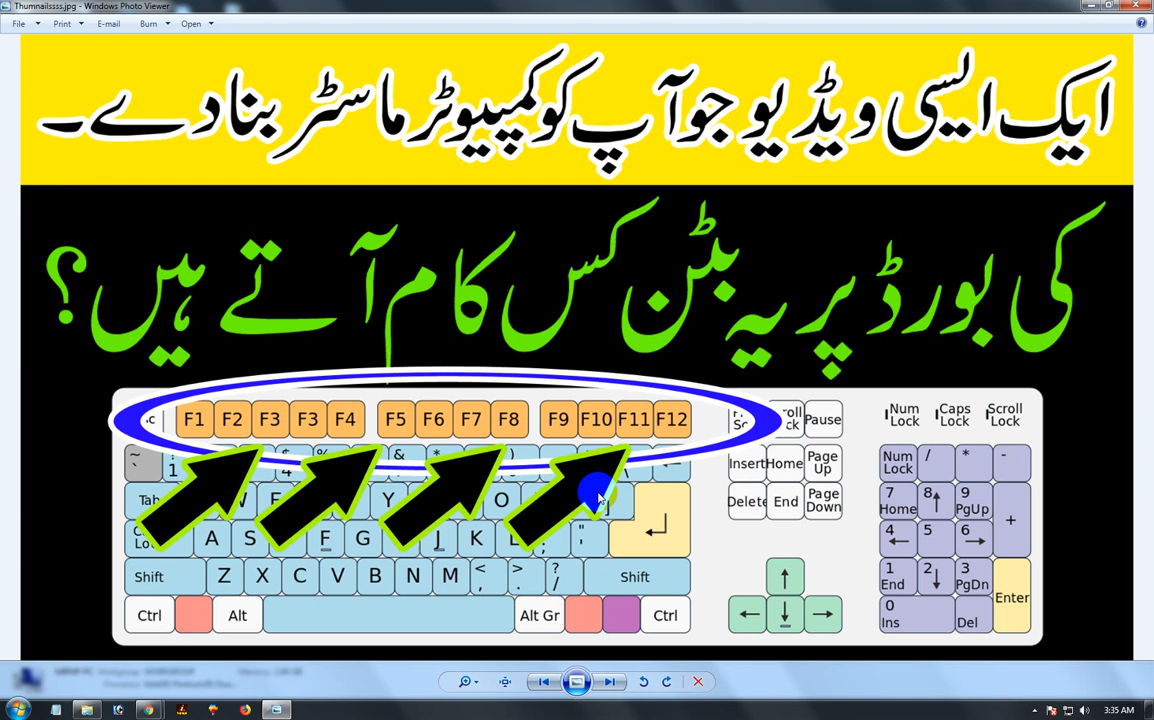 Thumnailssss.jpg - Windows Photo Viewer
File Print E-mail Burn Open
ایک ایسی ویڈیو جو آپ کو کمپیوٹر ماسٹر بنا دے۔
کی بورڈ پر یہ بٹن کس کام آتے ہیں؟
F1 F2 F3 F3 F4 F5 F6 F7 F8 F9 F10 F11 F12 Pause
Num Lock Caps Lock Scroll Lock
~ ` 1 4 % & * ) \ ←
Insert Home Page Up
Num Lock / * -
Tab W E Y O ]
Delete End Page Down
7 Home 8 ↑ 9 PgUp +
A S F G H J K L ; " '
4 ← 5 6 →
Shift Z X C V B N M < , > . ? / Shift
↑
1 End 2 ↓ 3 PgDn Enter
Ctrl Alt Alt Gr Ctrl
← ↓ →
0 Ins Del
3:35 AM